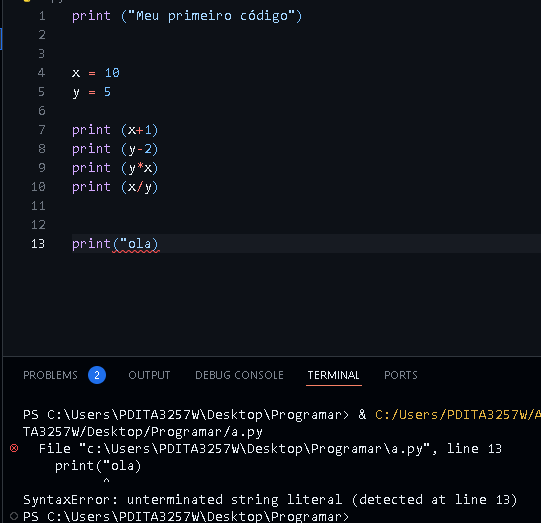 1 print ("Meu primeiro código")
2
3
4 x = 10
5 y = 5
6
7 print (x+1)
8 print (y-2)
9 print (y*x)
10 print (x/y)
11
12
13 print("ola)
PROBLEMS 2 OUTPUT DEBUG CONSOLE TERMINAL PORTS
PS C:\Users\PDITA3257W\Desktop\Programar> & C:/Users/PDITA3257W/A
TA3257W/Desktop/Programar/a.py
File "c:\Users\PDITA3257W\Desktop\Programar\a.py", line 13
print("ola)
^
SyntaxError: unterminated string literal (detected at line 13)
PS C:\Users\PDITA3257W\Desktop\Programar>